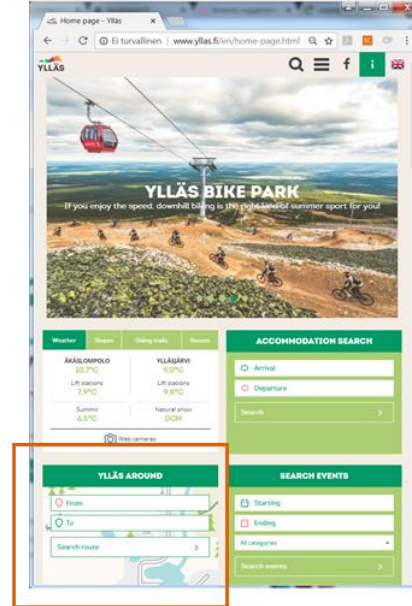 Home page - Ylläs
Ei turvallinen | www.yllas.fi/en/home-page.html
YLLÄS
f
i
YLLÄS BIKE PARK
If you enjoy the speed, downhill biking is the right kind of summer sport for you!
Weather Slopes Skiing trails Routes
ÄKÄSLOMPOLO YLLÄSJÄRVI
10,7°C 9,0°C
Lift stations Lift stations
7,9°C 9,8°C
Summit Natural snow
6,5°C 0CM
Web cameras
ACCOMMODATION SEARCH
Arrival
Departure
Search
YLLÄS AROUND
From
To
Search route
SEARCH EVENTS
Starting
Ending
All categories
Search events